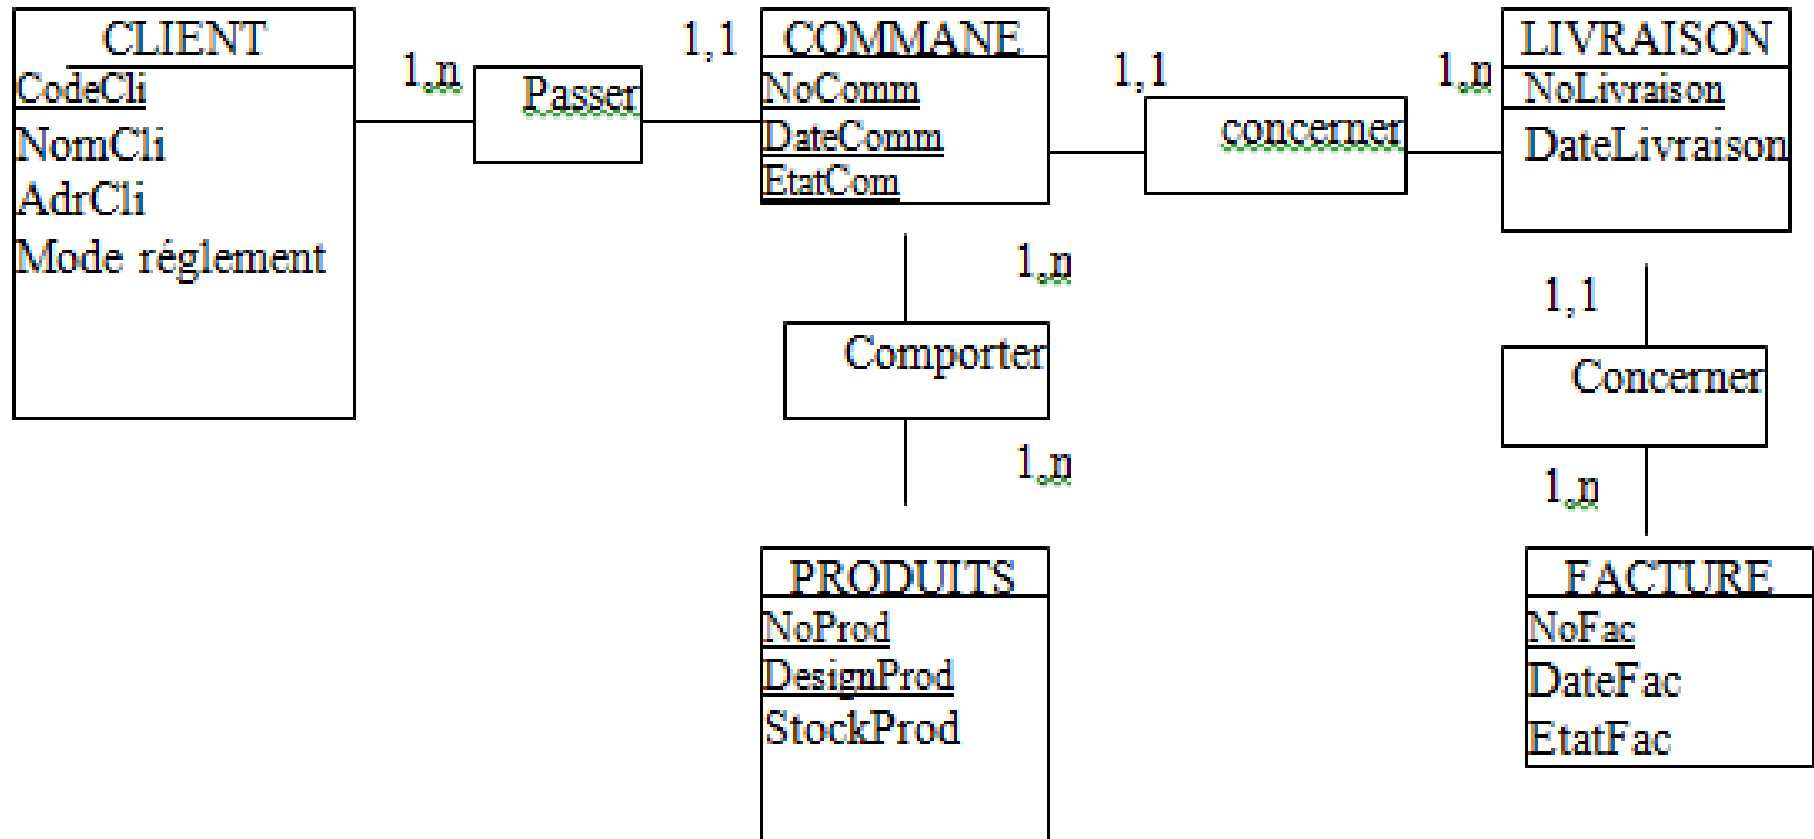 CLIENT
CodeCli
NomCli
AdrCli
Mode réglement
1,n
Passer
1,1
COMMANE
NoComm
DateComm
EtatCom
1,1
concerner
1,n
LIVRAISON
NoLivraison
DateLivraison
1,n
Comporter
1,n
PRODUITS
NoProd
DesignProd
StockProd
1,1
Concerner
1,n
FACTURE
NoFac
DateFac
EtatFac